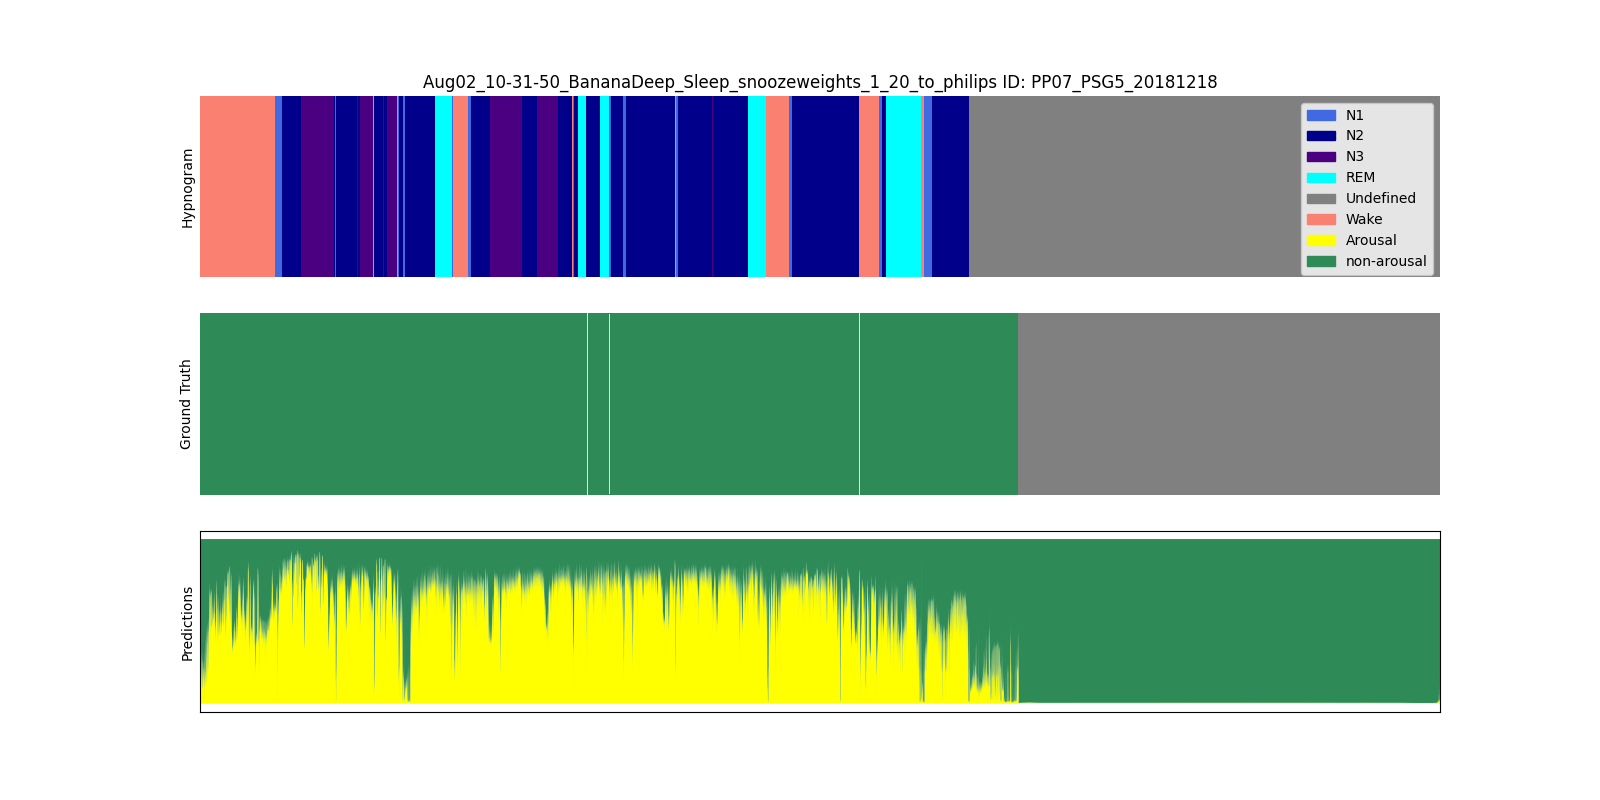 Aug02_10-31-50_BananaDeep_Sleep_snoozeweights_1_20_to_philips ID: PP07_PSG5_20181218
Hypnogram
N1
N2
N3
REM
Undefined
Wake
Arousal
non-arousal
Ground Truth
Predictions